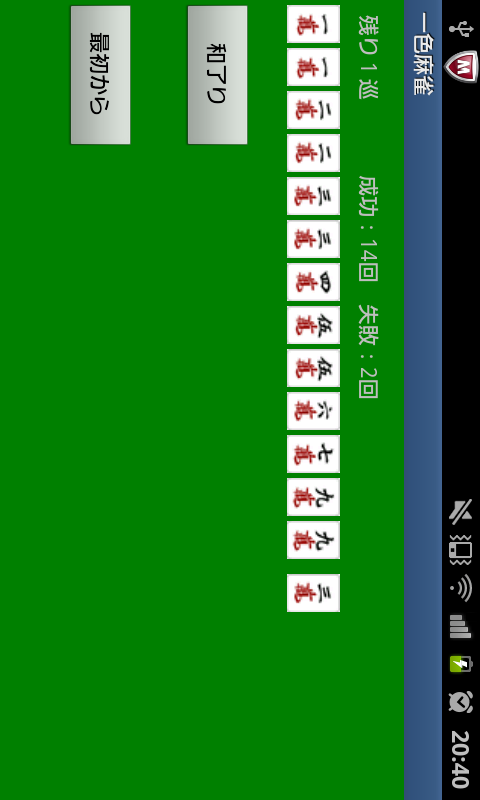 M
20:40
一色麻雀
残り1巡 成功：14回 失敗：2回
一萬 一萬 二萬 二萬 三萬 三萬 四萬 伍萬 伍萬 六萬 七萬 九萬 九萬 三萬
和了り
最初から